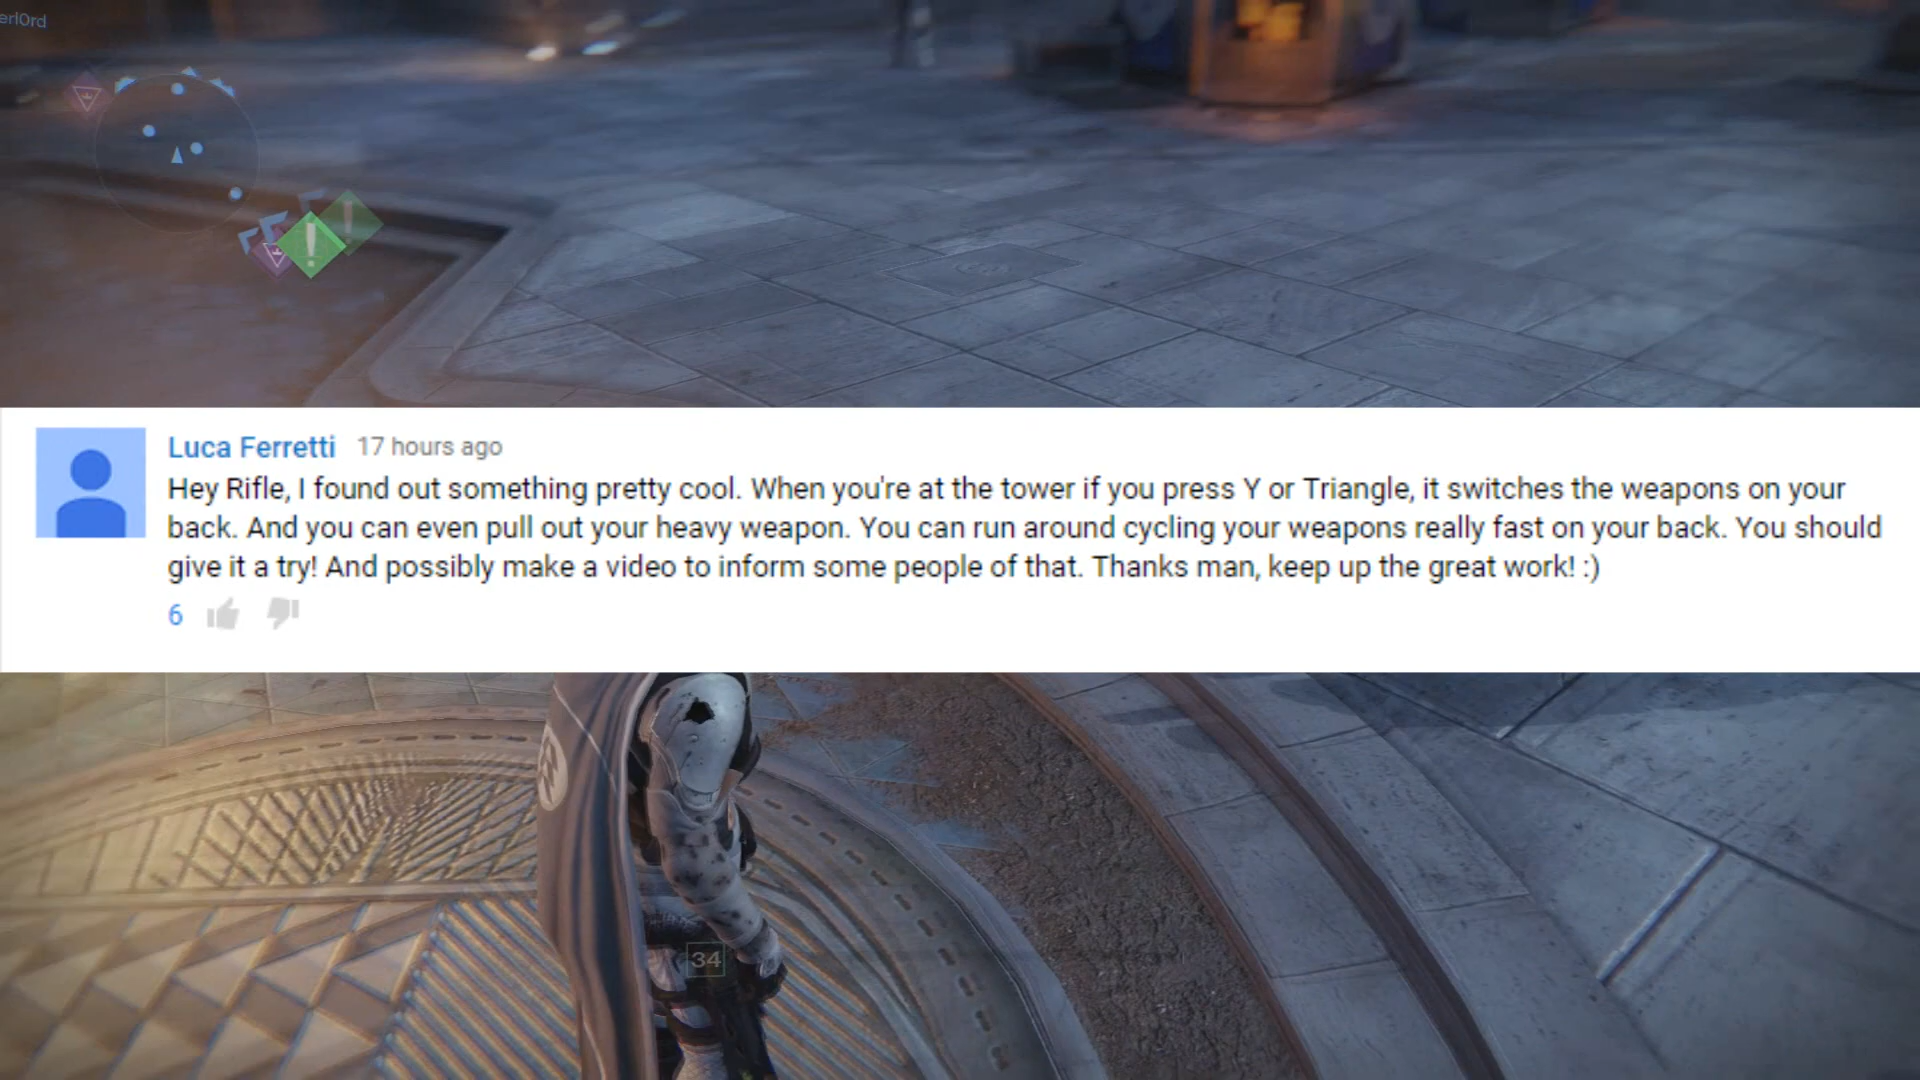 erl0rd
Luca Ferretti 17 hours ago
Hey Rifle, I found out something pretty cool. When you're at the tower if you press Y or Triangle, it switches the weapons on your
back. And you can even pull out your heavy weapon. You can run around cycling your weapons really fast on your back. You should
give it a try! And possibly make a video to inform some people of that. Thanks man, keep up the great work! :)
6
34